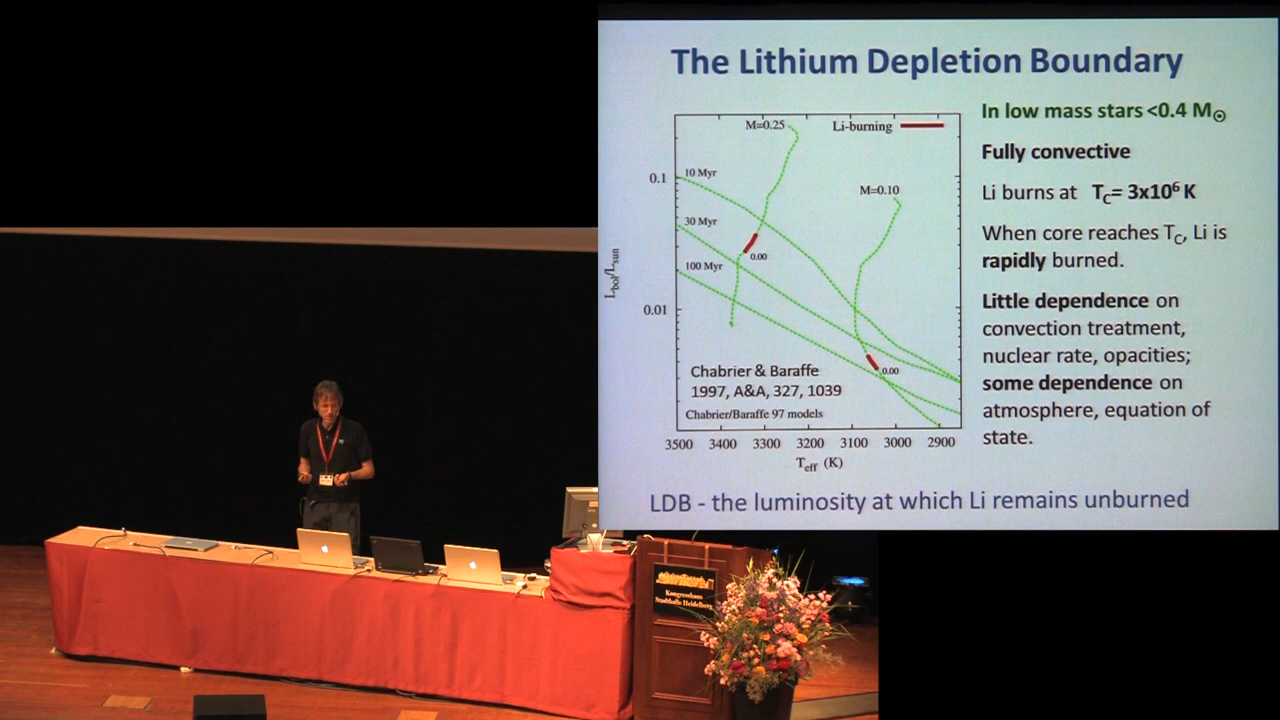 The Lithium Depletion Boundary
In low mass stars <0.4 M⊙
Fully convective
Li burns at T_C= 3x10⁶ K
When core reaches T_C, Li is
rapidly burned.
Little dependence on
convection treatment,
nuclear rate, opacities;
some dependence on
atmosphere, equation of
state.
M=0.25
Li-burning
0.1
10 Myr
M=0.10
30 Myr
0.00
100 Myr
L_bol/L_sun
0.01
0.00
Chabrier & Baraffe
1997, A&A, 327, 1039
Chabrier/Baraffe 97 models
3500 3400 3300 3200 3100 3000 2900
T_eff (K)
LDB - the luminosity at which Li remains unburned
Kongresshaus
Stadthalle Heidelberg